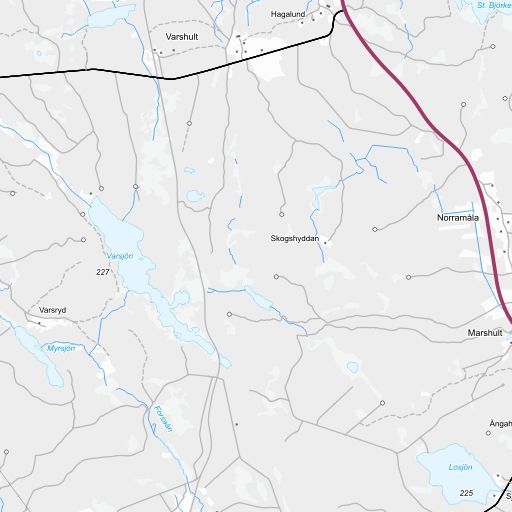 Hagalund
St. Björke
Varshult
Norramåla
Skogshyddan
Varsjön
227
Varsryd
Marshult
Myrsjön
Forsaån
Ängah
Losjön
225
S